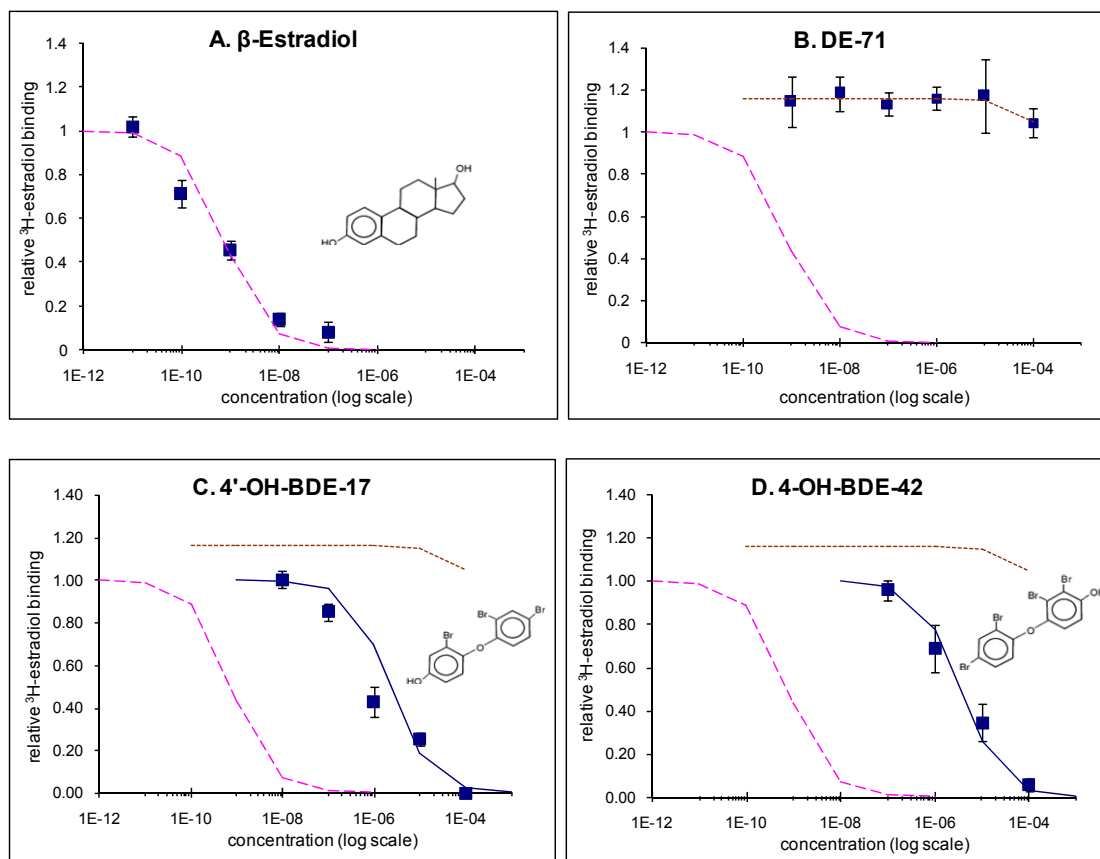 A. β-Estradiol
relative ³H-estradiol binding
1.4
1.2
1
0.8
0.6
0.4
0.2
0
OH
HO
1E-12 1E-10 1E-08 1E-06 1E-04
concentration (log scale)
B. DE-71
relative ³H-estradiol binding
1.4
1.2
1
0.8
0.6
0.4
0.2
0
1E-12 1E-10 1E-08 1E-06 1E-04
concentration (log scale)
C. 4'-OH-BDE-17
relative ³H-estradiol binding
1.40
1.20
1.00
0.80
0.60
0.40
0.20
0.00
Br Br
Br
O
HO
1E-12 1E-10 1E-08 1E-06 1E-04
concentration (log scale)
D. 4-OH-BDE-42
relative ³H-estradiol binding
1.40
1.20
1.00
0.80
0.60
0.40
0.20
0.00
Br
OH
Br
Br
O
Br
1E-12 1E-10 1E-08 1E-06 1E-04
concentration (log scale)